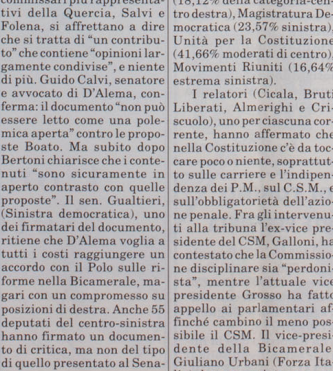 commissari più rappresenta-
tivi della Quercia, Salvi e
Folena, si affrettano a dire
che si tratta di "un contribu-
to" che contiene "opinioni lar-
gamente condivise", e niente
di più. Guido Calvi, senatore
e avvocato di D'Alema, con-
ferma: il documento "non può
essere letto come una pole-
mica aperta" contro le propo-
ste Boato. Ma subito dopo
Bertoni chiarisce che i conte-
nuti "sono sicuramente in
aperto contrasto con quelle
proposte". Il sen. Gualtieri,
(Sinistra democratica), uno
dei firmatari del documento,
ritiene che D'Alema voglia a
tutti i costi raggiungere un
accordo con il Polo sulle ri-
forme nella Bicamerale, ma-
gari con un compromesso su
posizioni di destra. Anche 55
deputati del centro-sinistra
hanno firmato un documen-
to di critica, ma non del tipo
di quello presentato al Sena-
(18,12% della categoria-cen-
tro destra), Magistratura De-
mocratica (23,57% sinistra),
Unità per la Costituzione
(41,66% moderati di centro),
Movimenti Riuniti (16,64%
estrema sinistra).
I relatori (Cicala, Bruti
Liberati, Almerighi e Cri-
scuolo), uno per ciascuna cor-
rente, hanno affermato che
nella Costituzione c'è da toc-
care poco o niente, soprattut-
to sulle carriere e l'indipen-
denza dei P.M., sul C.S.M., e
sull'obbligatorietà dell'azio-
ne penale. Fra gli intervenu-
ti alla tribuna l'ex-vice pre-
sidente del CSM, Galloni, ha
contestato che la Commissio-
ne disciplinare sia "perdoni-
sta", mentre l'attuale vice
presidente Grosso ha fatto
appello ai parlamentari af-
finché cambino il meno pos-
sibile il CSM. Il vice-presi-
dente della Bicamerale
Giuliano Urbani (Forza Ita-